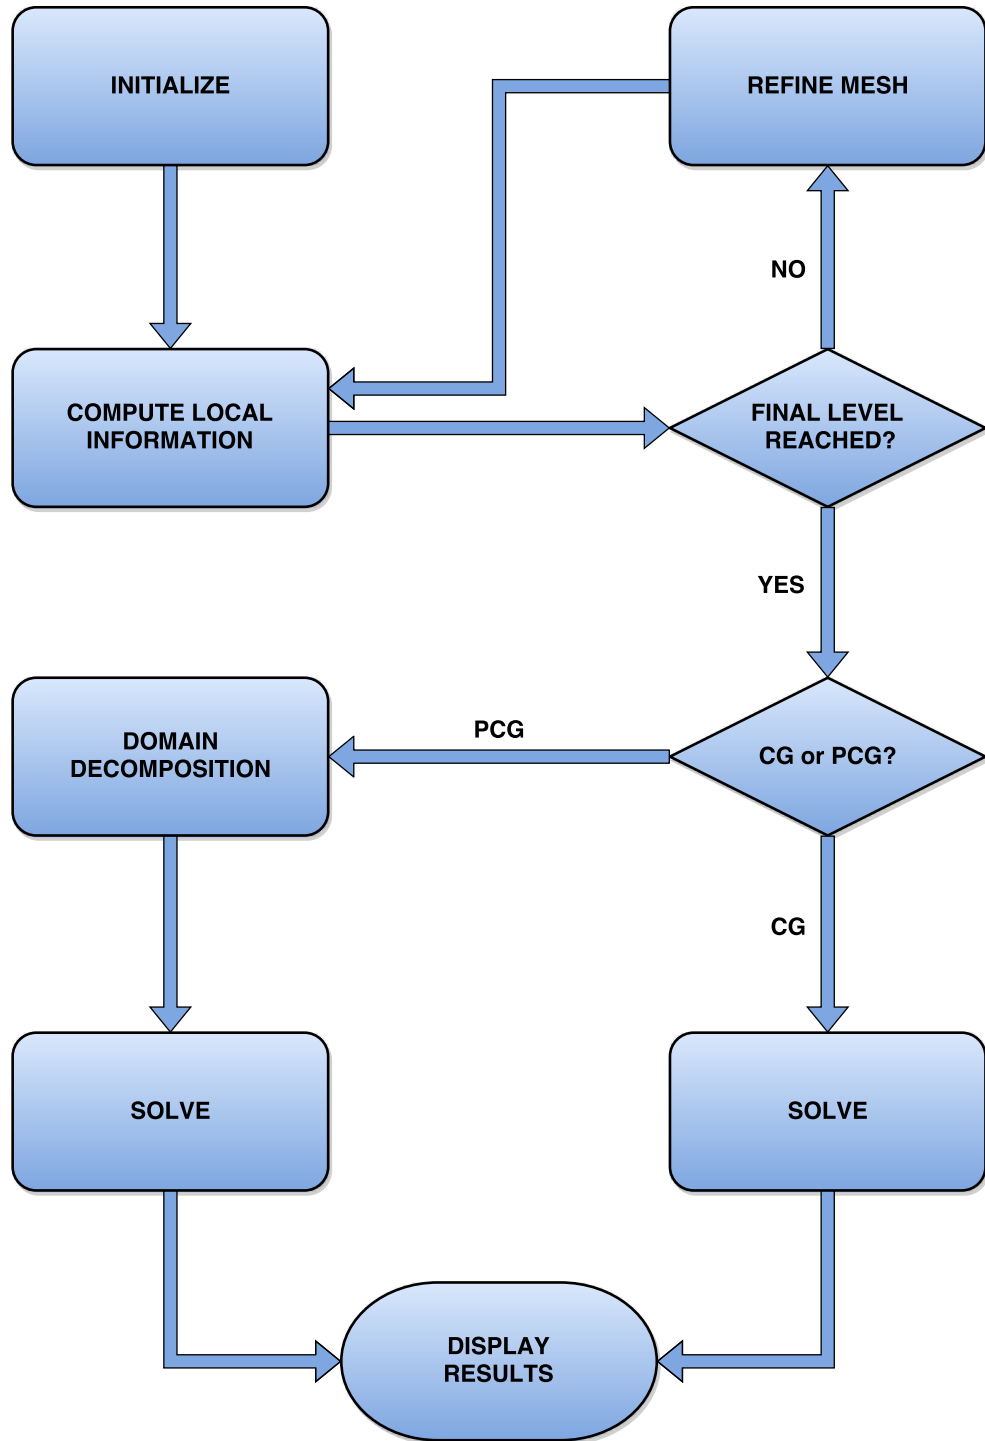 INITIALIZE
REFINE MESH
NO
COMPUTE LOCAL
INFORMATION
FINAL LEVEL
REACHED?
YES
DOMAIN
DECOMPOSITION
PCG
CG or PCG?
CG
SOLVE
SOLVE
DISPLAY
RESULTS